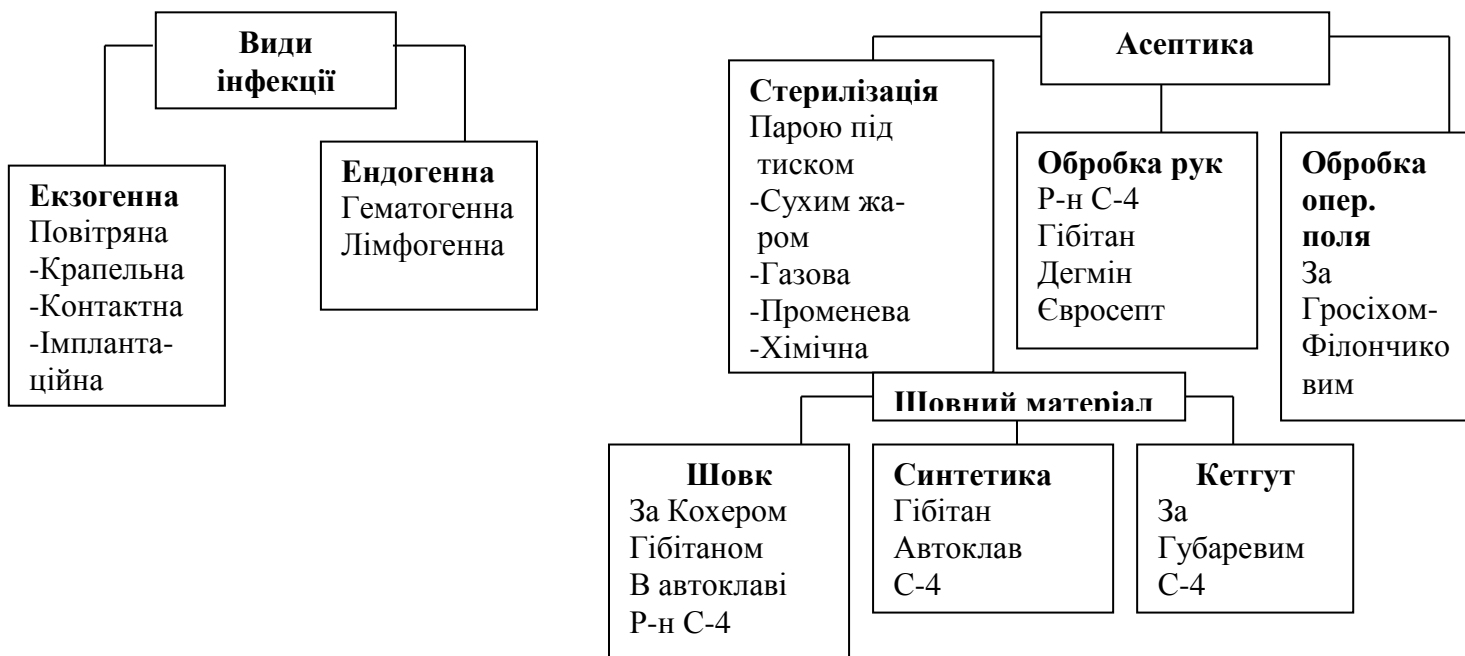 Види
інфекції
Екзогенна
Повітряна
-Крапельна
-Контактна
-Імпланта-
ційна
Ендогенна
Гематогенна
Лімфогенна
Асептика
Стерилізація
Парою під
тиском
-Сухим жа-
ром
-Газова
-Променева
-Хімічна
Обробка рук
Р-н С-4
Гібітан
Дегмін
Євросепт
Обробка
опер.
поля
За
Гросіхом-
Філончико
вим
Шовний матеріал
Шовк
За Кохером
Гібітаном
В автоклаві
Р-н С-4
Синтетика
Гібітан
Автоклав
С-4
Кетгут
За
Губаревим
С-4